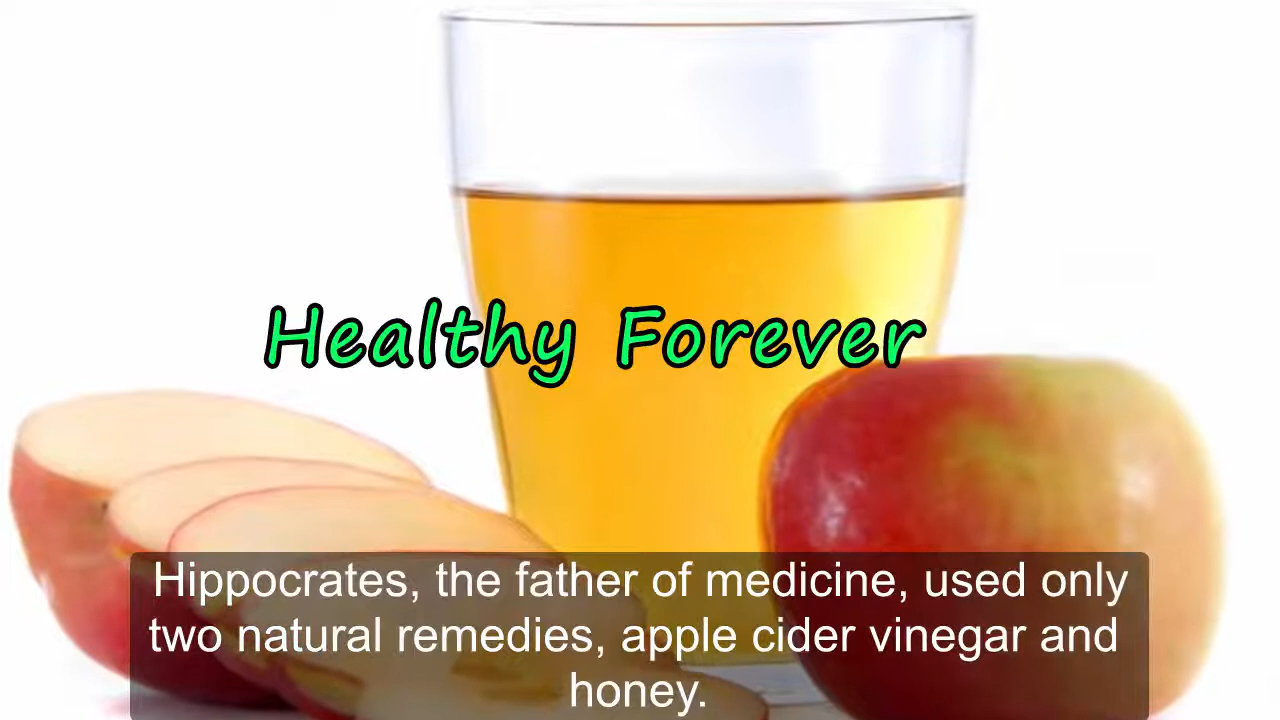 Healthy Forever
Hippocrates, the father of medicine, used only
two natural remedies, apple cider vinegar and
honey.